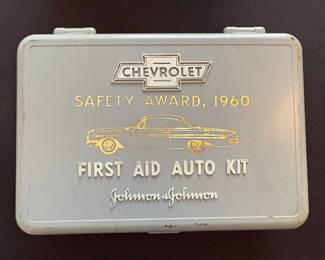 CHEVROLET
SAFETY AWARD, 1960
FIRST AID AUTO KIT
Johnson & Johnson